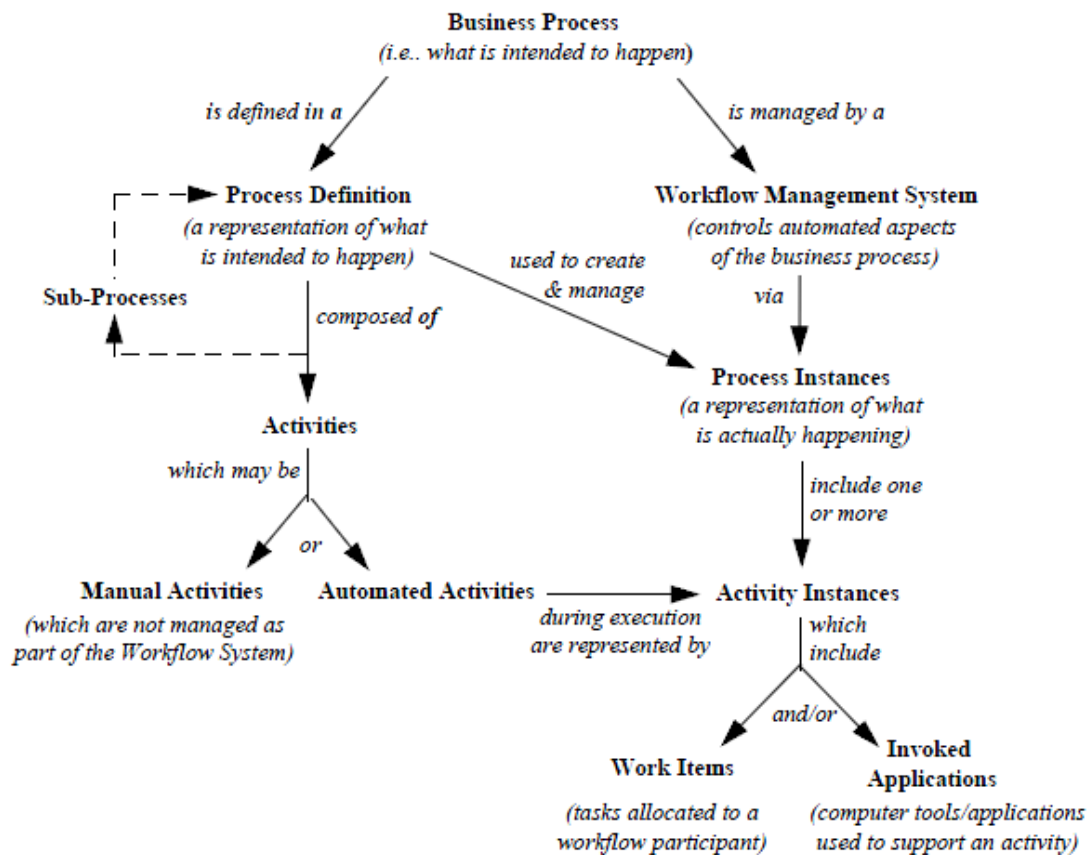 Business Process
(i.e.. what is intended to happen)
is defined in a
is managed by a
Process Definition
(a representation of what
is intended to happen)
Workflow Management System
(controls automated aspects
of the business process)
used to create
& manage
via
Sub-Processes
composed of
Process Instances
(a representation of what
is actually happening)
Activities
which may be
include one
or more
or
Manual Activities
(which are not managed as
part of the Workflow System)
Automated Activities
during execution
are represented by
Activity Instances
which
include
and/or
Work Items
(tasks allocated to a
workflow participant)
Invoked
Applications
(computer tools/applications
used to support an activity)